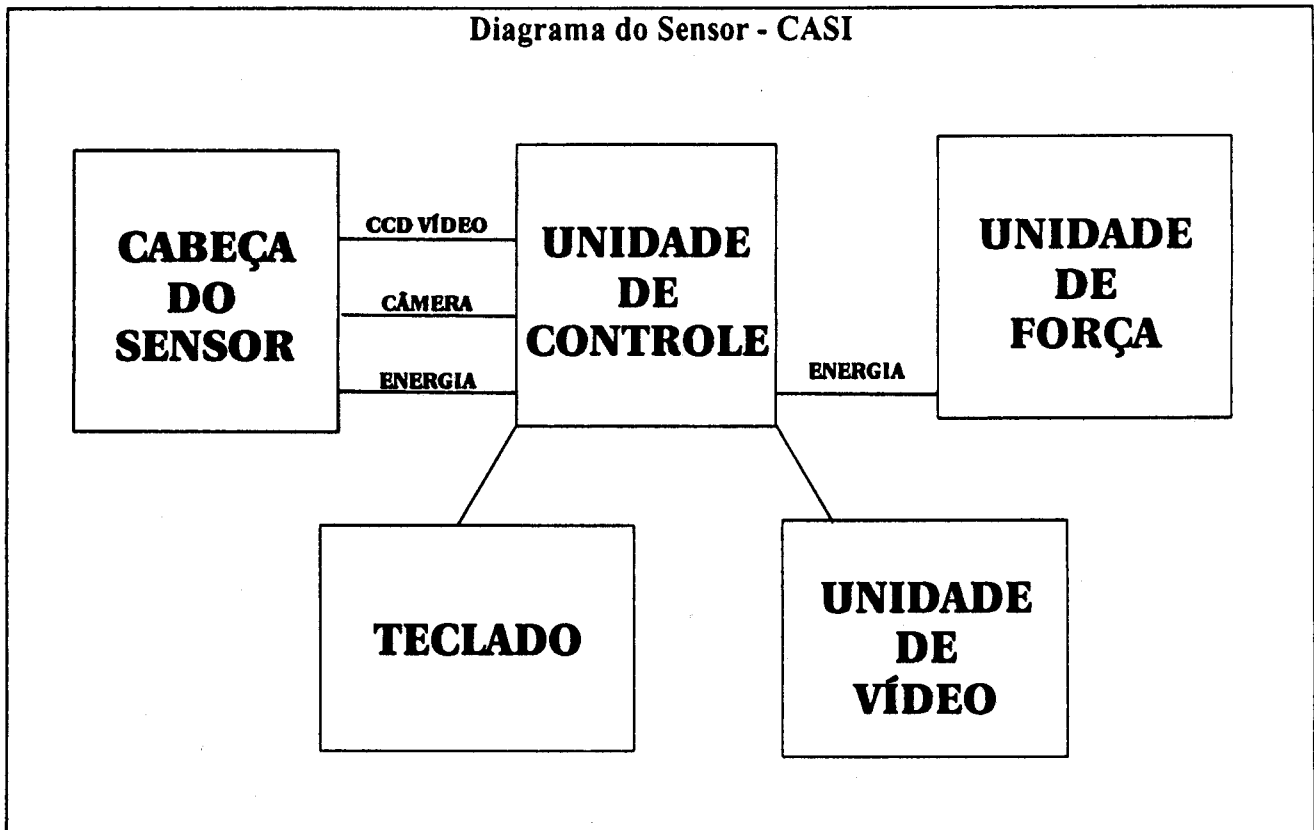 Diagrama do Sensor - CASI
CABEÇA
DO
SENSOR
CCD VÍDEO
CÂMERA
ENERGIA
UNIDADE
DE
CONTROLE
ENERGIA
UNIDADE
DE
FORÇA
TECLADO
UNIDADE
DE
VÍDEO